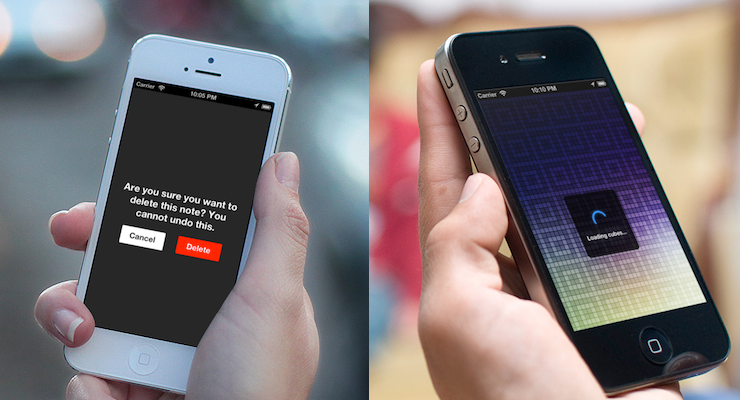 Carrier 10:05 PM
Are you sure you want to
delete this note? You
cannot undo this.
Cancel Delete
Carrier 10:10 PM
Loading cubes...